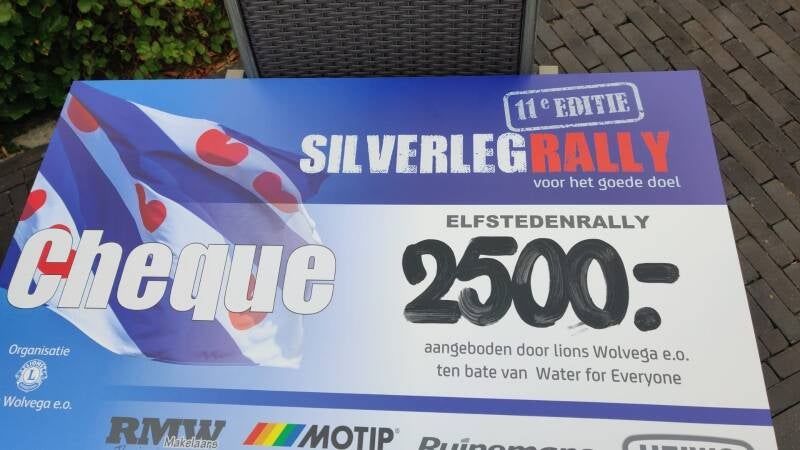 11e EDITIE
SILVERLEGRALLY
voor het goede doel
ELFSTEDENRALLY
Cheque
2500:-
aangeboden door lions Wolvega e.o.
ten bate van Water for Everyone
Organisatie
LIONS
L
Wolvega e.o.
RMW
Makelaars
MOTIP®